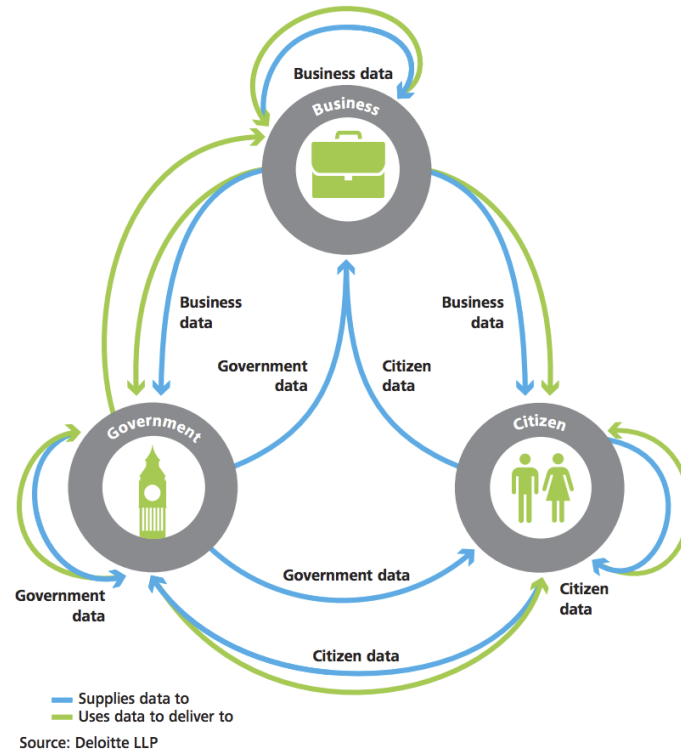 Business data
Business
Business
data
Business
data
Government
data
Citizen
data
Government
Citizen
Government data
Government
data
Citizen
data
Citizen data
Supplies data to
Uses data to deliver to
Source: Deloitte LLP